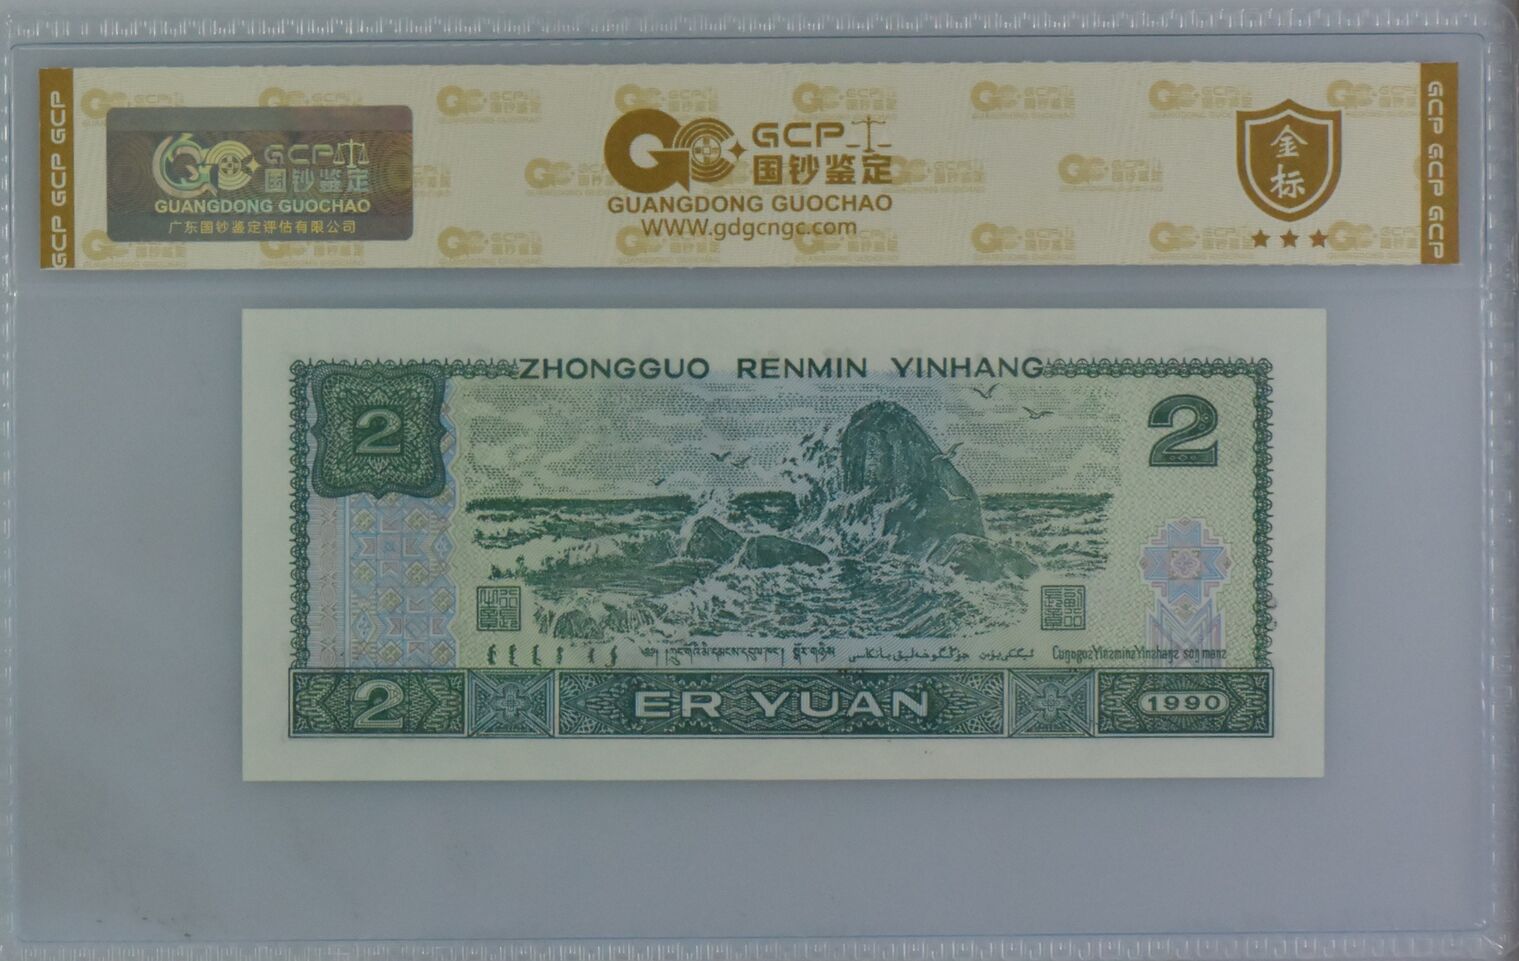 GCP GCP GCP
GCP
国钞鉴定
GUANGDONG GUOCHAO
广东国钞鉴定评估有限公司
GCP
国钞鉴定
GUANGDONG GUOCHAO
WWW.gdgcngc.com
金标
GCP GCP GCP
ZHONGGUO RENMIN YINHANG
2
2
Cunƣgoz Yinzminz Yinzhangz song manz
2
ER YUAN
1990